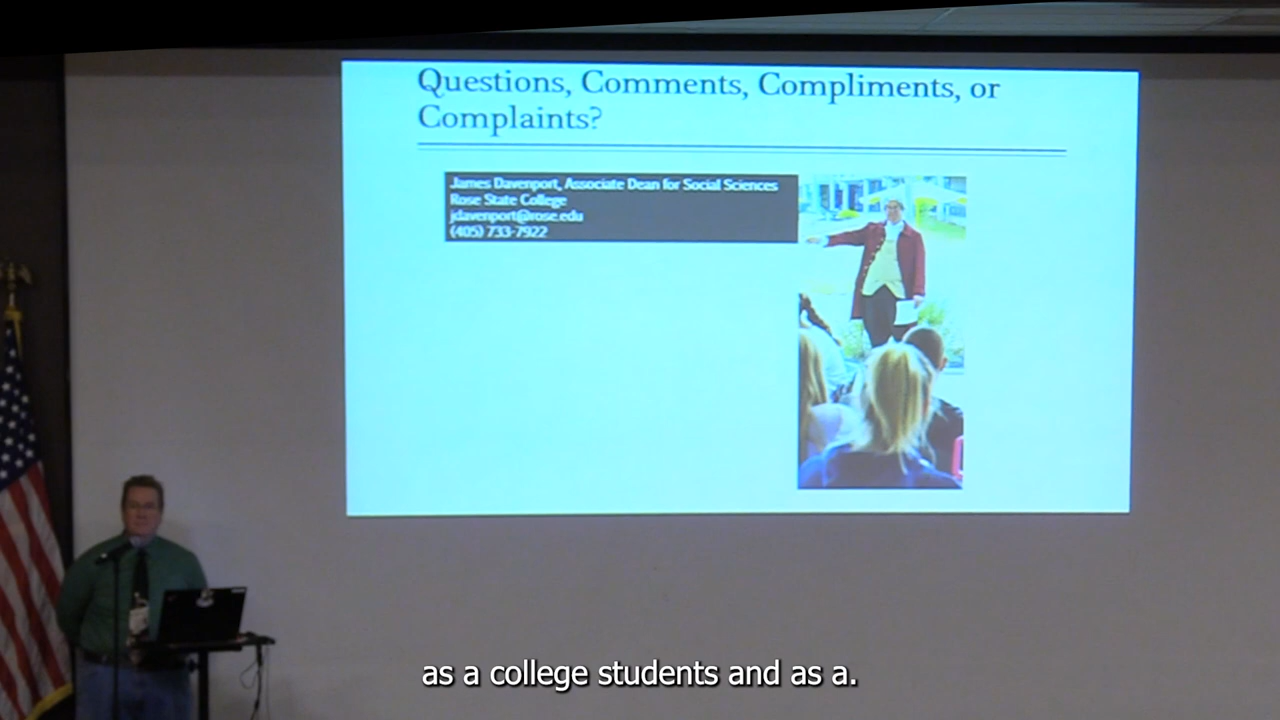 Questions, Comments, Compliments, or
Complaints?
James Davenport, Associate Dean for Social Sciences
Rose State College
jdavenport@rose.edu
(405) 733-7922
as a college students and as a.